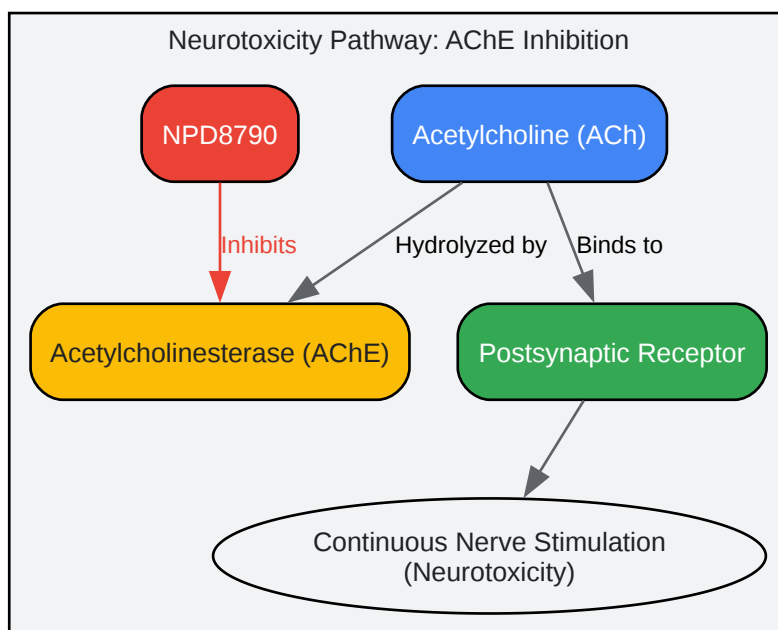 Neurotoxicity Pathway: AChE Inhibition
NPD8790
Acetylcholine (ACh)
Inhibits
Hydrolyzed by
Binds to
Acetylcholinesterase (AChE)
Postsynaptic Receptor
Continuous Nerve Stimulation
(Neurotoxicity)